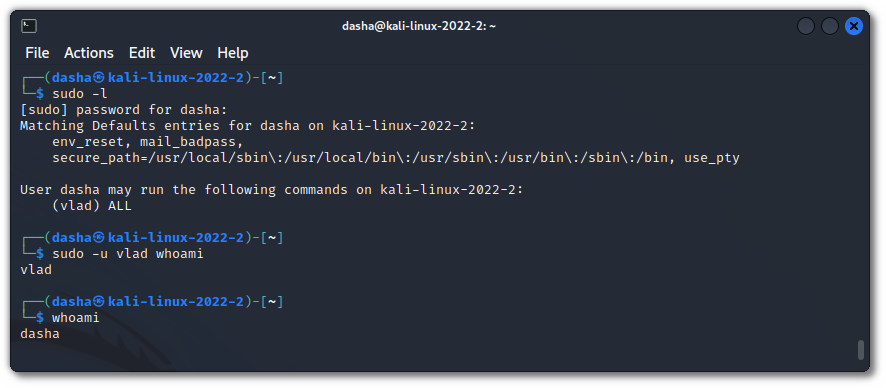 dasha@kali-linux-2022-2: ~
File Actions Edit View Help
┌──(dasha㉿kali-linux-2022-2)-[~]
└─$ sudo -l
[sudo] password for dasha:
Matching Defaults entries for dasha on kali-linux-2022-2:
    env_reset, mail_badpass,
    secure_path=/usr/local/sbin\:/usr/local/bin\:/usr/sbin\:/usr/bin\:/sbin\:/bin, use_pty
User dasha may run the following commands on kali-linux-2022-2:
    (vlad) ALL
┌──(dasha㉿kali-linux-2022-2)-[~]
└─$ sudo -u vlad whoami
vlad
┌──(dasha㉿kali-linux-2022-2)-[~]
└─$ whoami
dasha